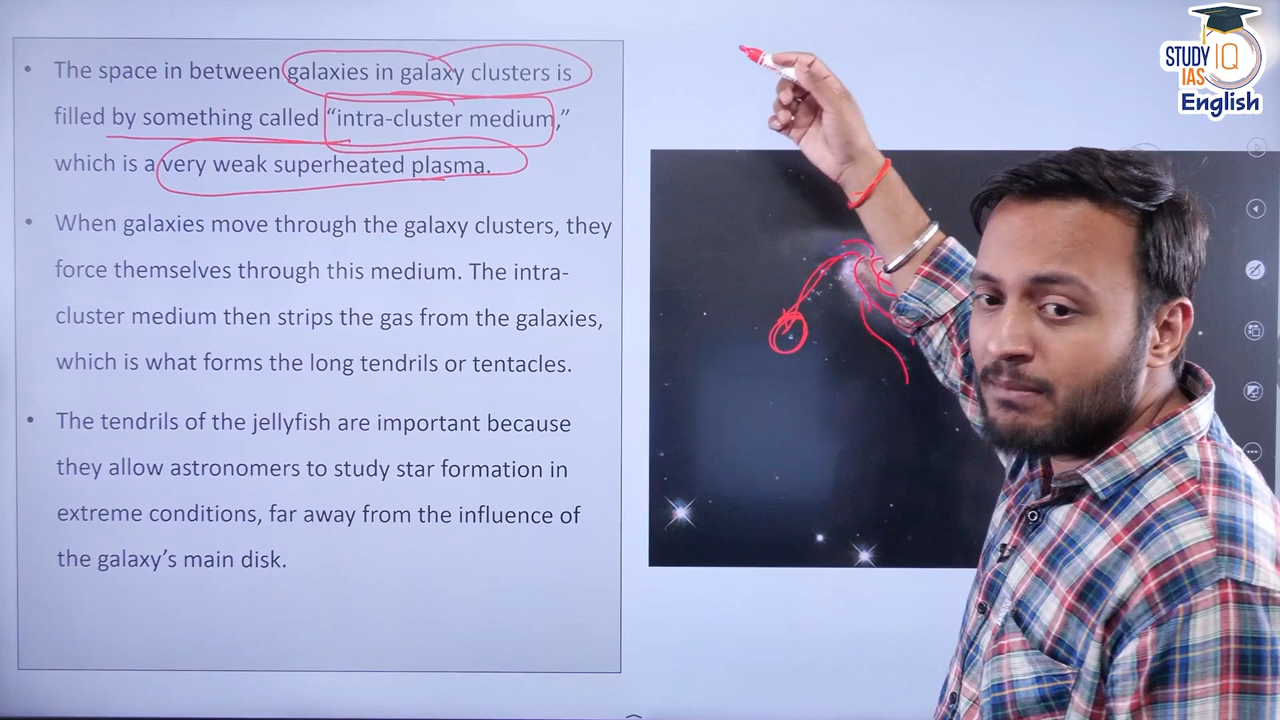 • The space in between galaxies in galaxy clusters is
filled by something called “intra-cluster medium,”
which is a very weak superheated plasma.
• When galaxies move through the galaxy clusters, they
force themselves through this medium. The intra-
cluster medium then strips the gas from the galaxies,
which is what forms the long tendrils or tentacles.
• The tendrils of the jellyfish are important because
they allow astronomers to study star formation in
extreme conditions, far away from the influence of
the galaxy’s main disk.
STUDY IQ
IAS
English